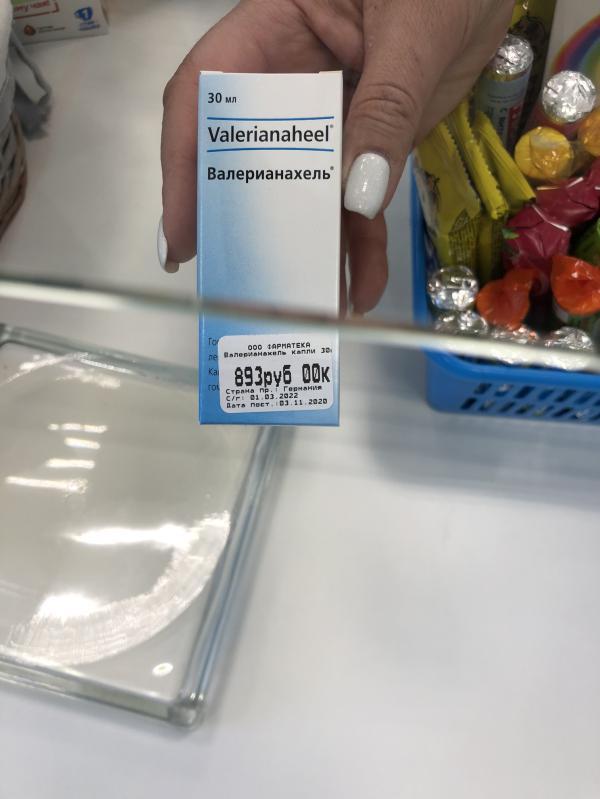 30 мл
Valerianaheel®
Валерианахель®
ООО ФАРМАТЕКА
Валерианахель капли 30
893руб 00К
Страна пр.: Германия
С/г: 01.03.2022
Дата пост.:03.11.2020